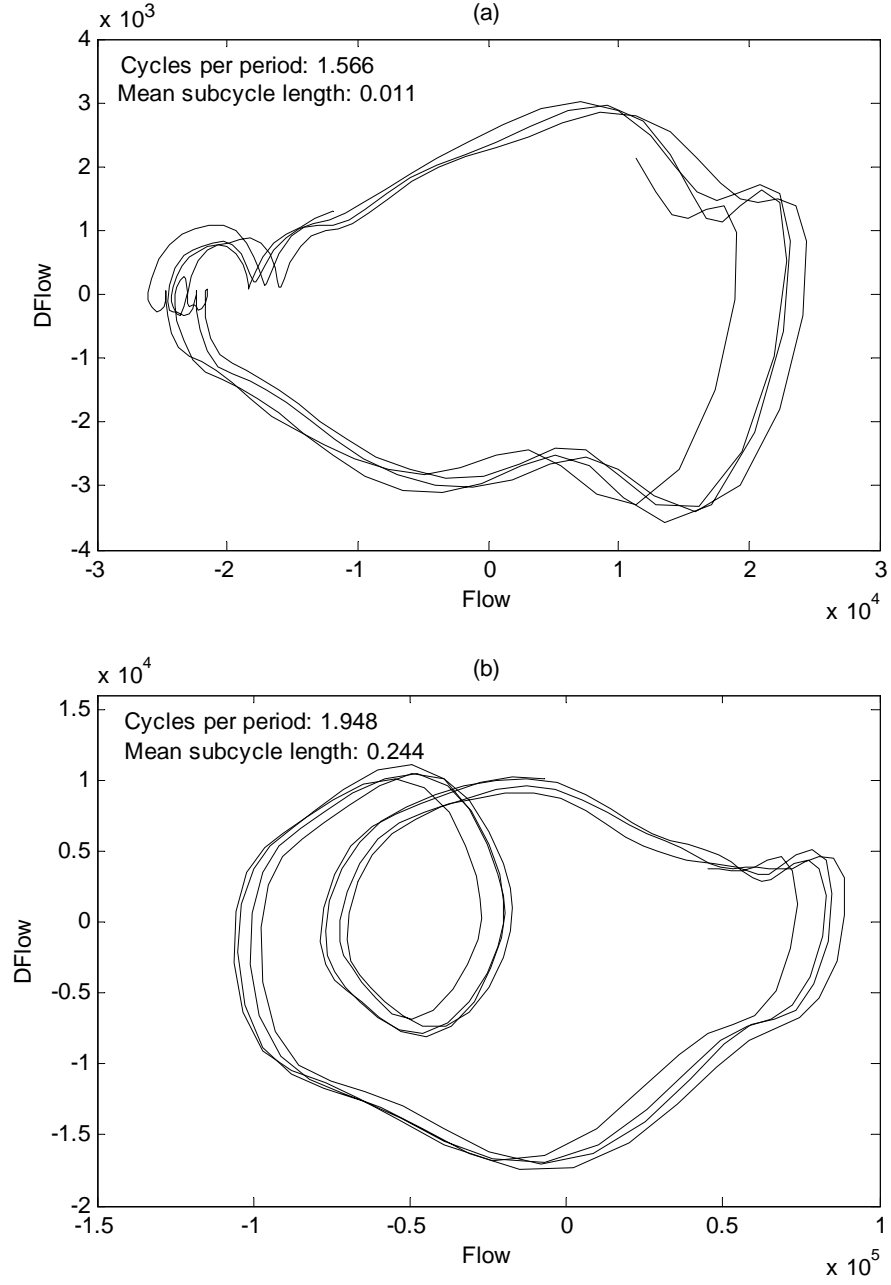 (a)
x 10^3
Cycles per period: 1.566
Mean subcycle length: 0.011
4
3
2
1
0
-1
-2
-3
-4
DFlow
-3
-2
-1
0
1
2
3
Flow
x 10^4
(b)
x 10^4
Cycles per period: 1.948
Mean subcycle length: 0.244
1.5
1
0.5
0
-0.5
-1
-1.5
-2
DFlow
-1.5
-1
-0.5
0
0.5
1
Flow
x 10^5